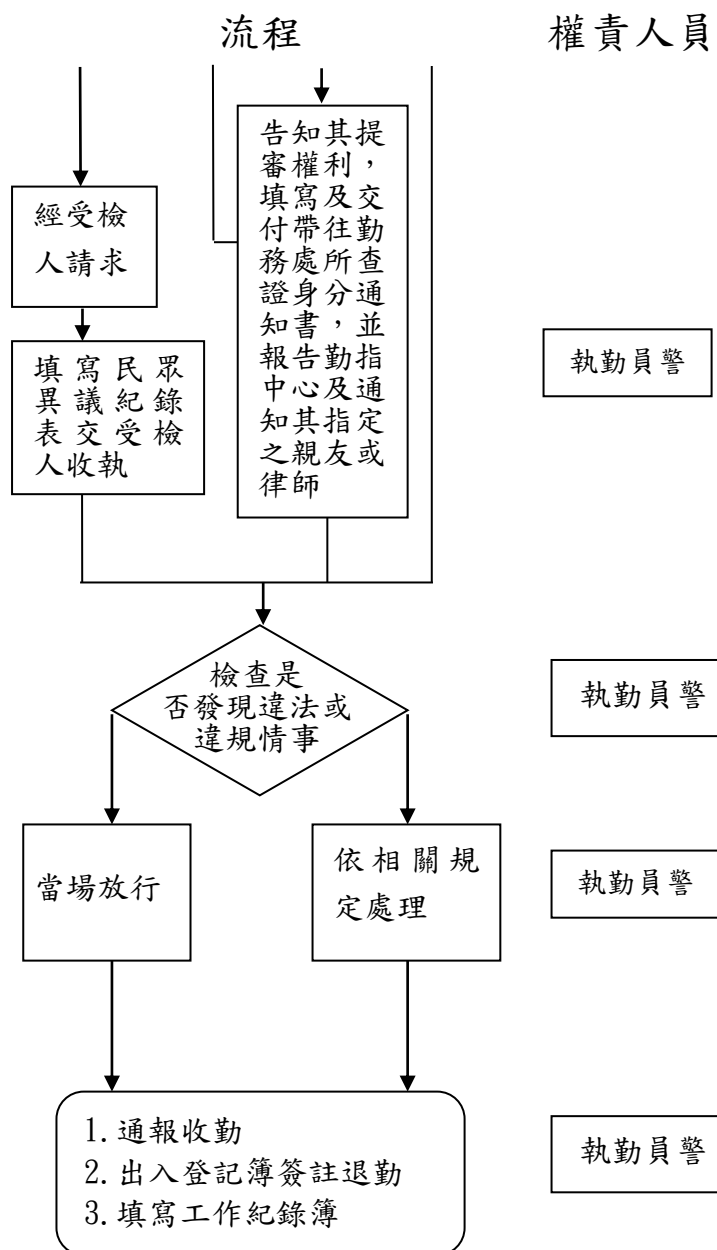 流程
權責人員
告知其提
審權利，
填寫及交
付帶往勤
務處所查
證身分通
知書，並
報告勤指
中心及通
知其指定
之親友或
律師
經受檢
人請求
填寫民眾
異議紀錄
表交受檢
人收執
執勤員警
檢查是
否發現違法或
違規情事
執勤員警
當場放行
依相關規
定處理
執勤員警
1.通報收勤
2.出入登記簿簽註退勤
3.填寫工作紀錄簿
執勤員警